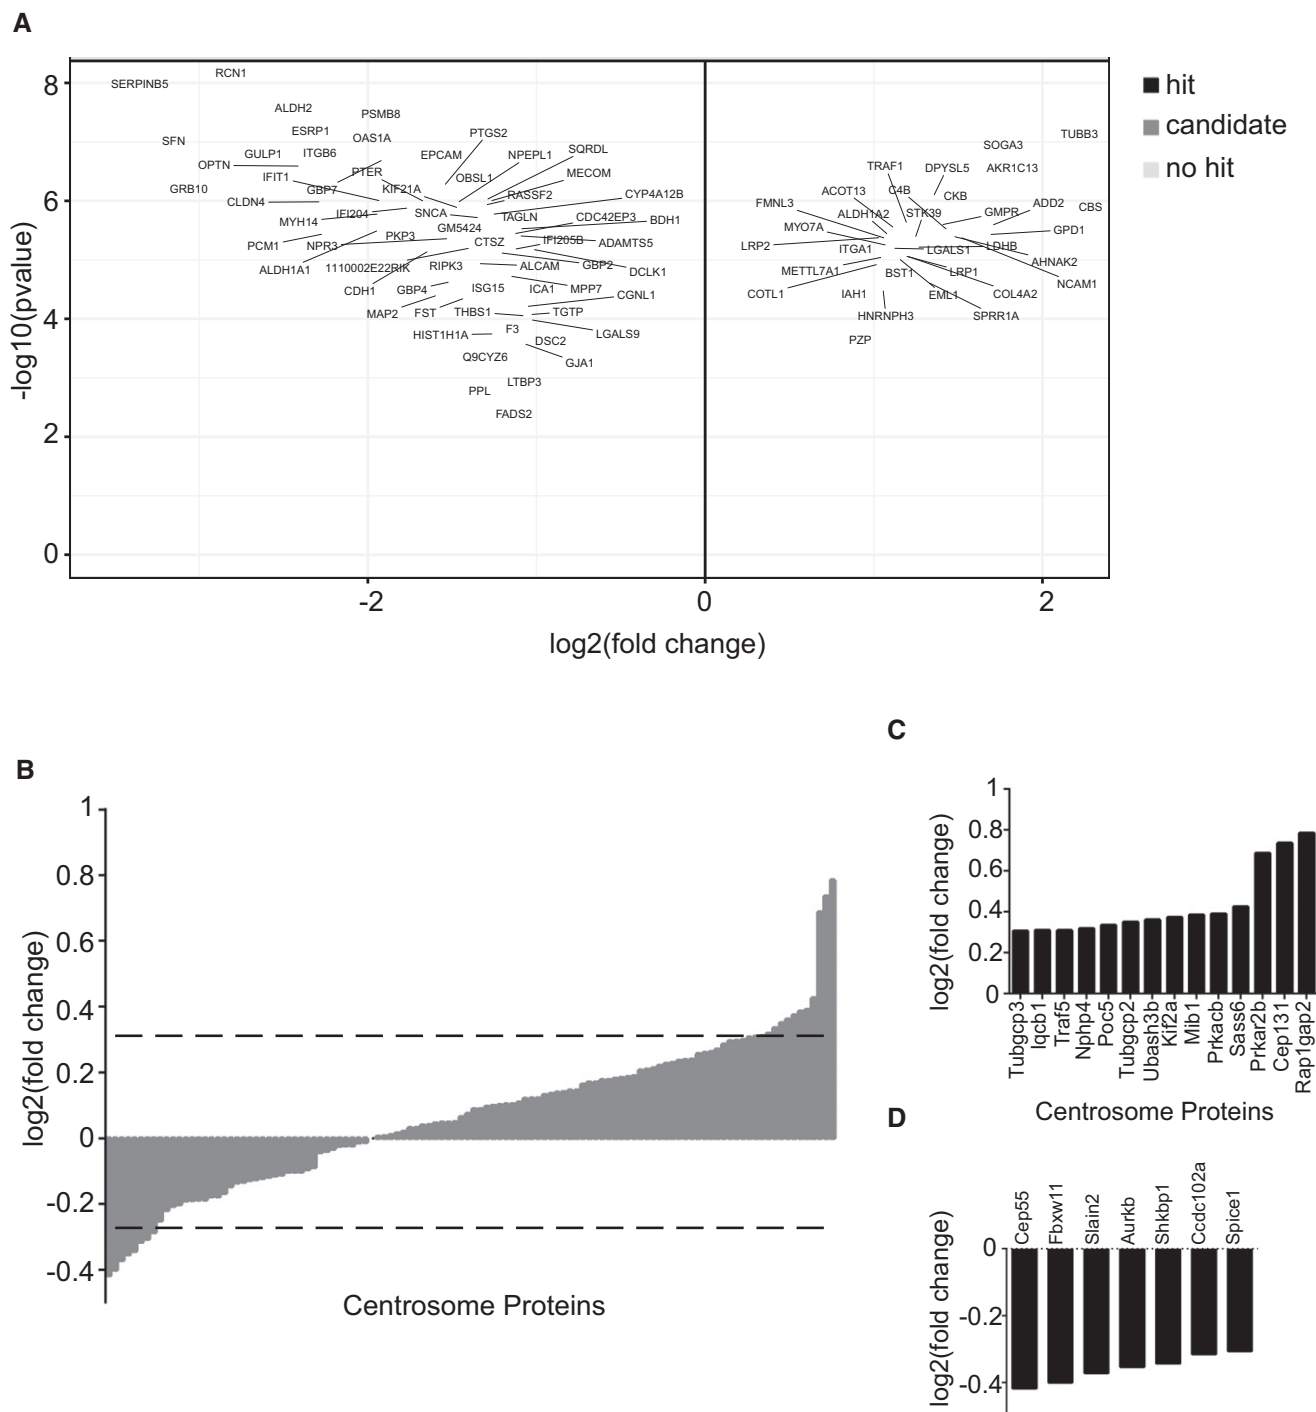 A
8
6
4
2
0
-log10(pvalue)
-2
0
2
log2(fold change)
hit
candidate
no hit
RCN1
SERPINB5
ALDH2
PSMB8
ESRP1
OAS1A
PTGS2
SFN
GULP1
ITGB6
EPCAM
NPEPL1
SQRDL
OPTN
PTER
OBSL1
MECOM
IFIT1
GRB10
GBP7
KIF21A
RASSF2
CYP4A12B
CLDN4
IFI204
SNCA
TAGLN
CDC42EP3
BDH1
MYH14
GM5424
PKP3
CTSZ
IFI205B
ADAMTS5
PCM1
NPR3
ALDH1A1
1110002E22RIK
RIPK3
ALCAM
GBP2
DCLK1
CDH1
GBP4
ISG15
ICA1
MPP7
CGNL1
MAP2
FST
THBS1
TGTP
HIST1H1A
F3
LGALS9
DSC2
Q9CYZ6
GJA1
LTBP3
PPL
FADS2
TUBB3
SOGA3
TRAF1
DPYSL5
AKR1C13
ACOT13
C4B
CKB
FMNL3
ADD2
CBS
ALDH1A2
STK39
GMPR
MYO7A
GPD1
LRP2
ITGA1
LGALS1
LDHB
AHNAK2
METTL7A1
BST1
LRP1
NCAM1
COTL1
IAH1
EML1
COL4A2
HNRNPH3
SPRR1A
PZP
B
1
0.8
0.6
0.4
0.2
0
-0.2
-0.4
log2(fold change)
Centrosome Proteins
C
1
0.8
0.6
0.4
0.2
0
log2(fold change)
Tubgcp3
Iqcb1
Traf5
Nphp4
Poc5
Tubgcp2
Ubash3b
Kif2a
Mib1
Prkacb
Sass6
Prkar2b
Cep131
Rap1gap2
Centrosome Proteins
D
Cep55
Fbxw11
Slain2
Aurkb
Shkbp1
Ccdc102a
Spice1
0
-0.2
-0.4
log2(fold change)